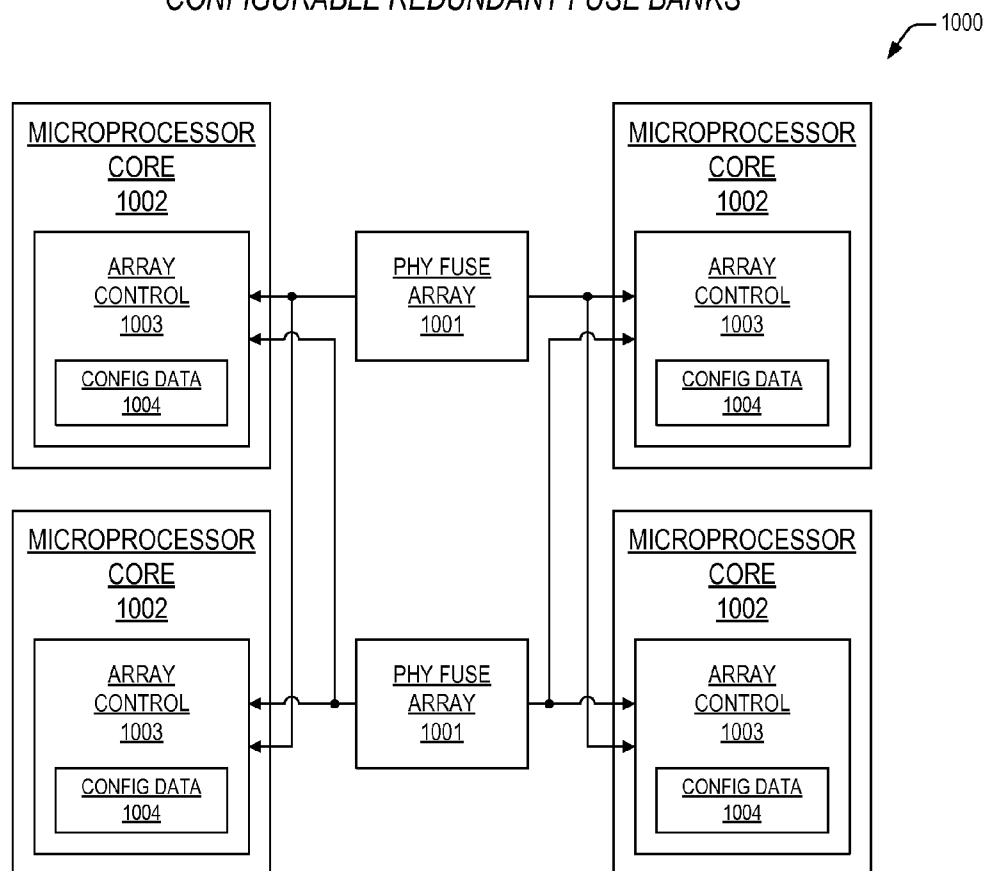 CONFIGURABLE REDUNDANT FUSE BANKS
1000
MICROPROCESSOR
CORE
1002
ARRAY
CONTROL
1003
CONFIG DATA
1004
PHY FUSE
ARRAY
1001
MICROPROCESSOR
CORE
1002
ARRAY
CONTROL
1003
CONFIG DATA
1004
MICROPROCESSOR
CORE
1002
ARRAY
CONTROL
1003
CONFIG DATA
1004
PHY FUSE
ARRAY
1001
MICROPROCESSOR
CORE
1002
ARRAY
CONTROL
1003
CONFIG DATA
1004